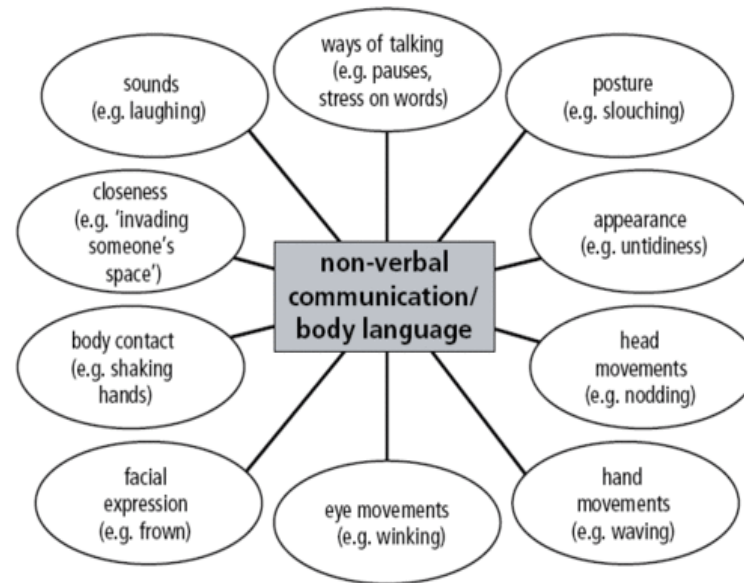 ways of talking
(e.g. pauses,
stress on words)
sounds
(e.g. laughing)
posture
(e.g. slouching)
closeness
(e.g. 'invading
someone's
space')
appearance
(e.g. untidiness)
non-verbal
communication/
body language
body contact
(e.g. shaking
hands)
head
movements
(e.g. nodding)
facial
expression
(e.g. frown)
eye movements
(e.g. winking)
hand
movements
(e.g. waving)